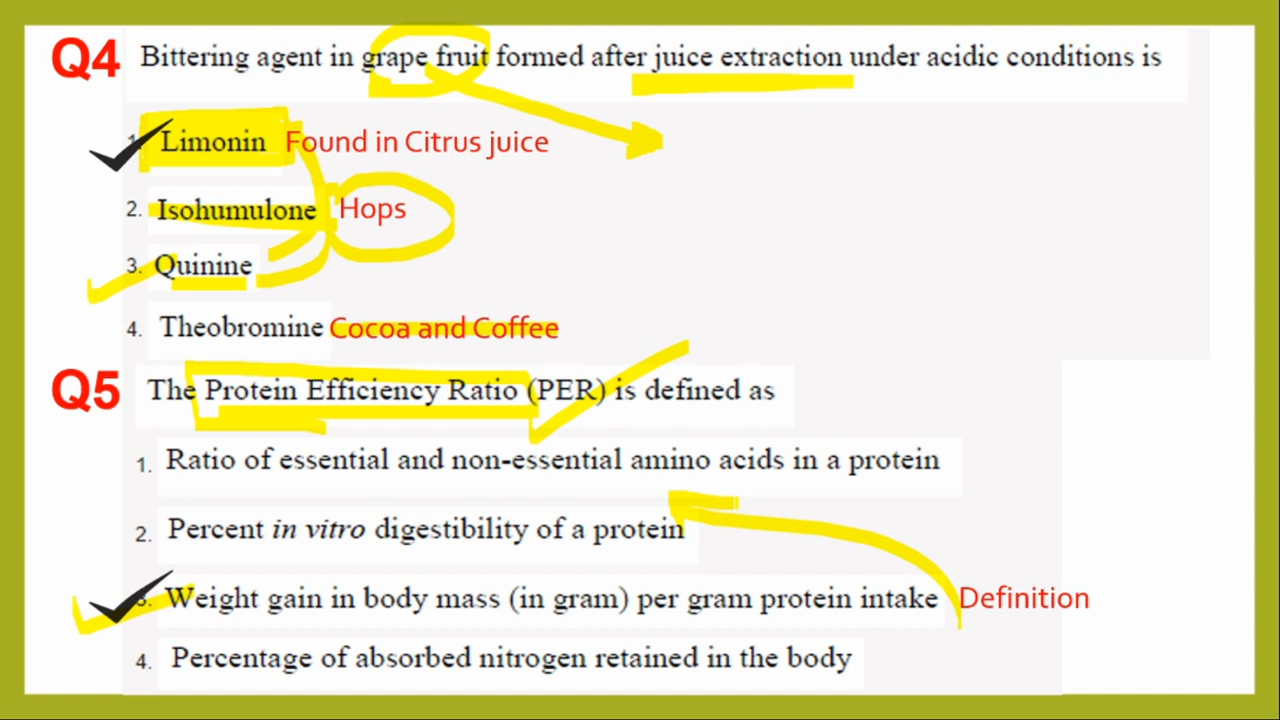 Q4 Bittering agent in grape fruit formed after juice extraction under acidic conditions is
1. Limonin Found in Citrus juice
2. Isohumulone Hops
3. Quinine
4. Theobromine Cocoa and Coffee
Q5 The Protein Efficiency Ratio (PER) is defined as
1. Ratio of essential and non-essential amino acids in a protein
2. Percent in vitro digestibility of a protein
3. Weight gain in body mass (in gram) per gram protein intake Definition
4. Percentage of absorbed nitrogen retained in the body